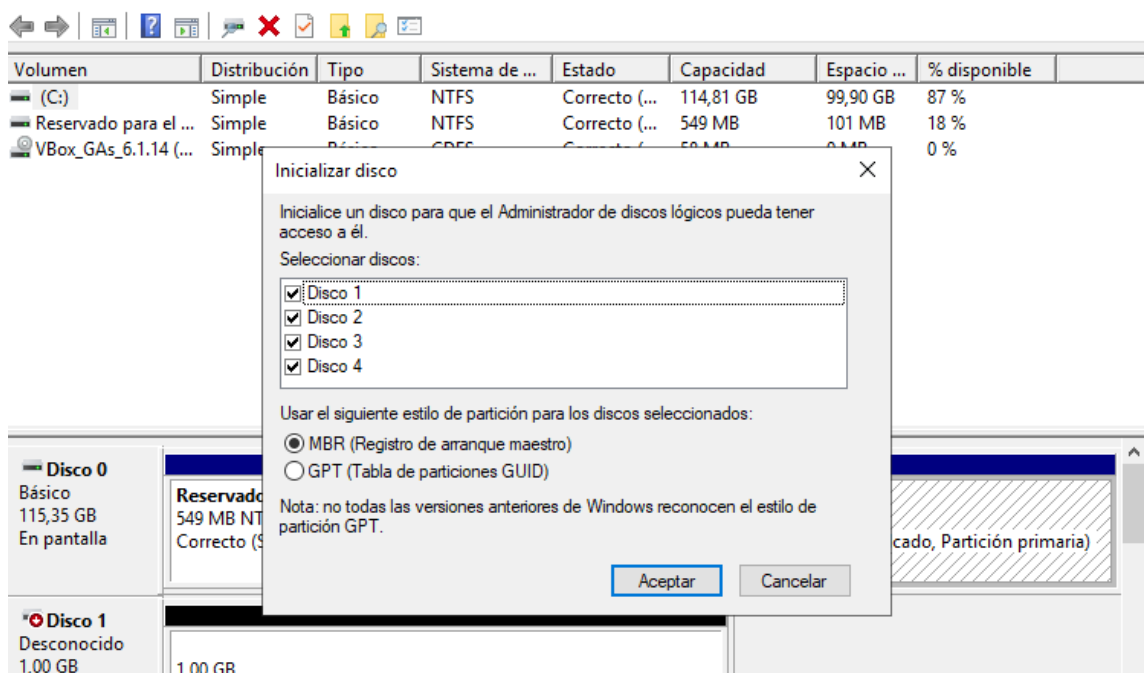 Volumen Distribución Tipo Sistema de ... Estado Capacidad Espacio ... % disponible
(C:) Simple Básico NTFS Correcto (... 114,81 GB 99,90 GB 87 %
Reservado para el ... Simple Básico NTFS Correcto (... 549 MB 101 MB 18 %
VBox_GAs_6.1.14 (... Simple 0 %
Inicializar disco
Inicialice un disco para que el Administrador de discos lógicos pueda tener
acceso a él.
Seleccionar discos:
Disco 1
Disco 2
Disco 3
Disco 4
Usar el siguiente estilo de partición para los discos seleccionados:
MBR (Registro de arranque maestro)
GPT (Tabla de particiones GUID)
Nota: no todas las versiones anteriores de Windows reconocen el estilo de
partición GPT.
Aceptar Cancelar
Disco 0
Básico
115,35 GB
En pantalla
Reservado
549 MB NT
Correcto (S
cado, Partición primaria)
Disco 1
Desconocido
1,00 GB
1,00 GB